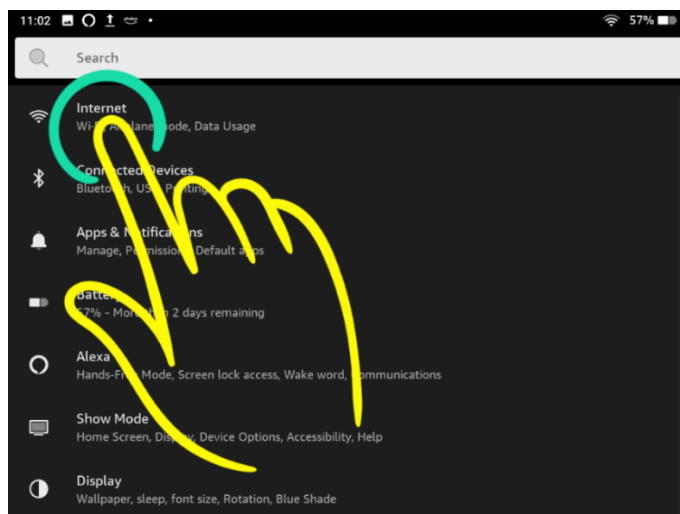 11:02
57%
Search
Internet
Wi-Fi, Airplane mode, Data Usage
Connected Devices
Bluetooth, USB, Printing
Apps & Notifications
Manage, Permissions, Default apps
Battery
57% - More than 2 days remaining
Alexa
Hands-Free Mode, Screen lock access, Wake word, Communications
Show Mode
Home Screen, Display, Device Options, Accessibility, Help
Display
Wallpaper, sleep, font size, Rotation, Blue Shade